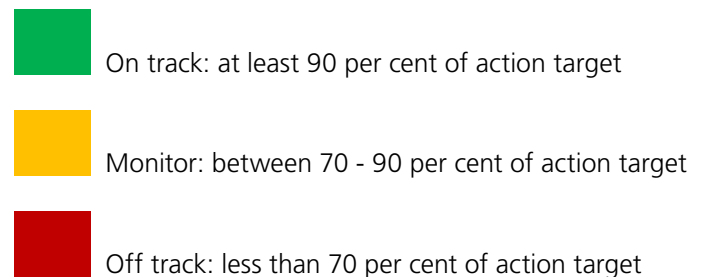 On track: at least 90 per cent of action target
Monitor: between 70 - 90 per cent of action target
Off track: less than 70 per cent of action target